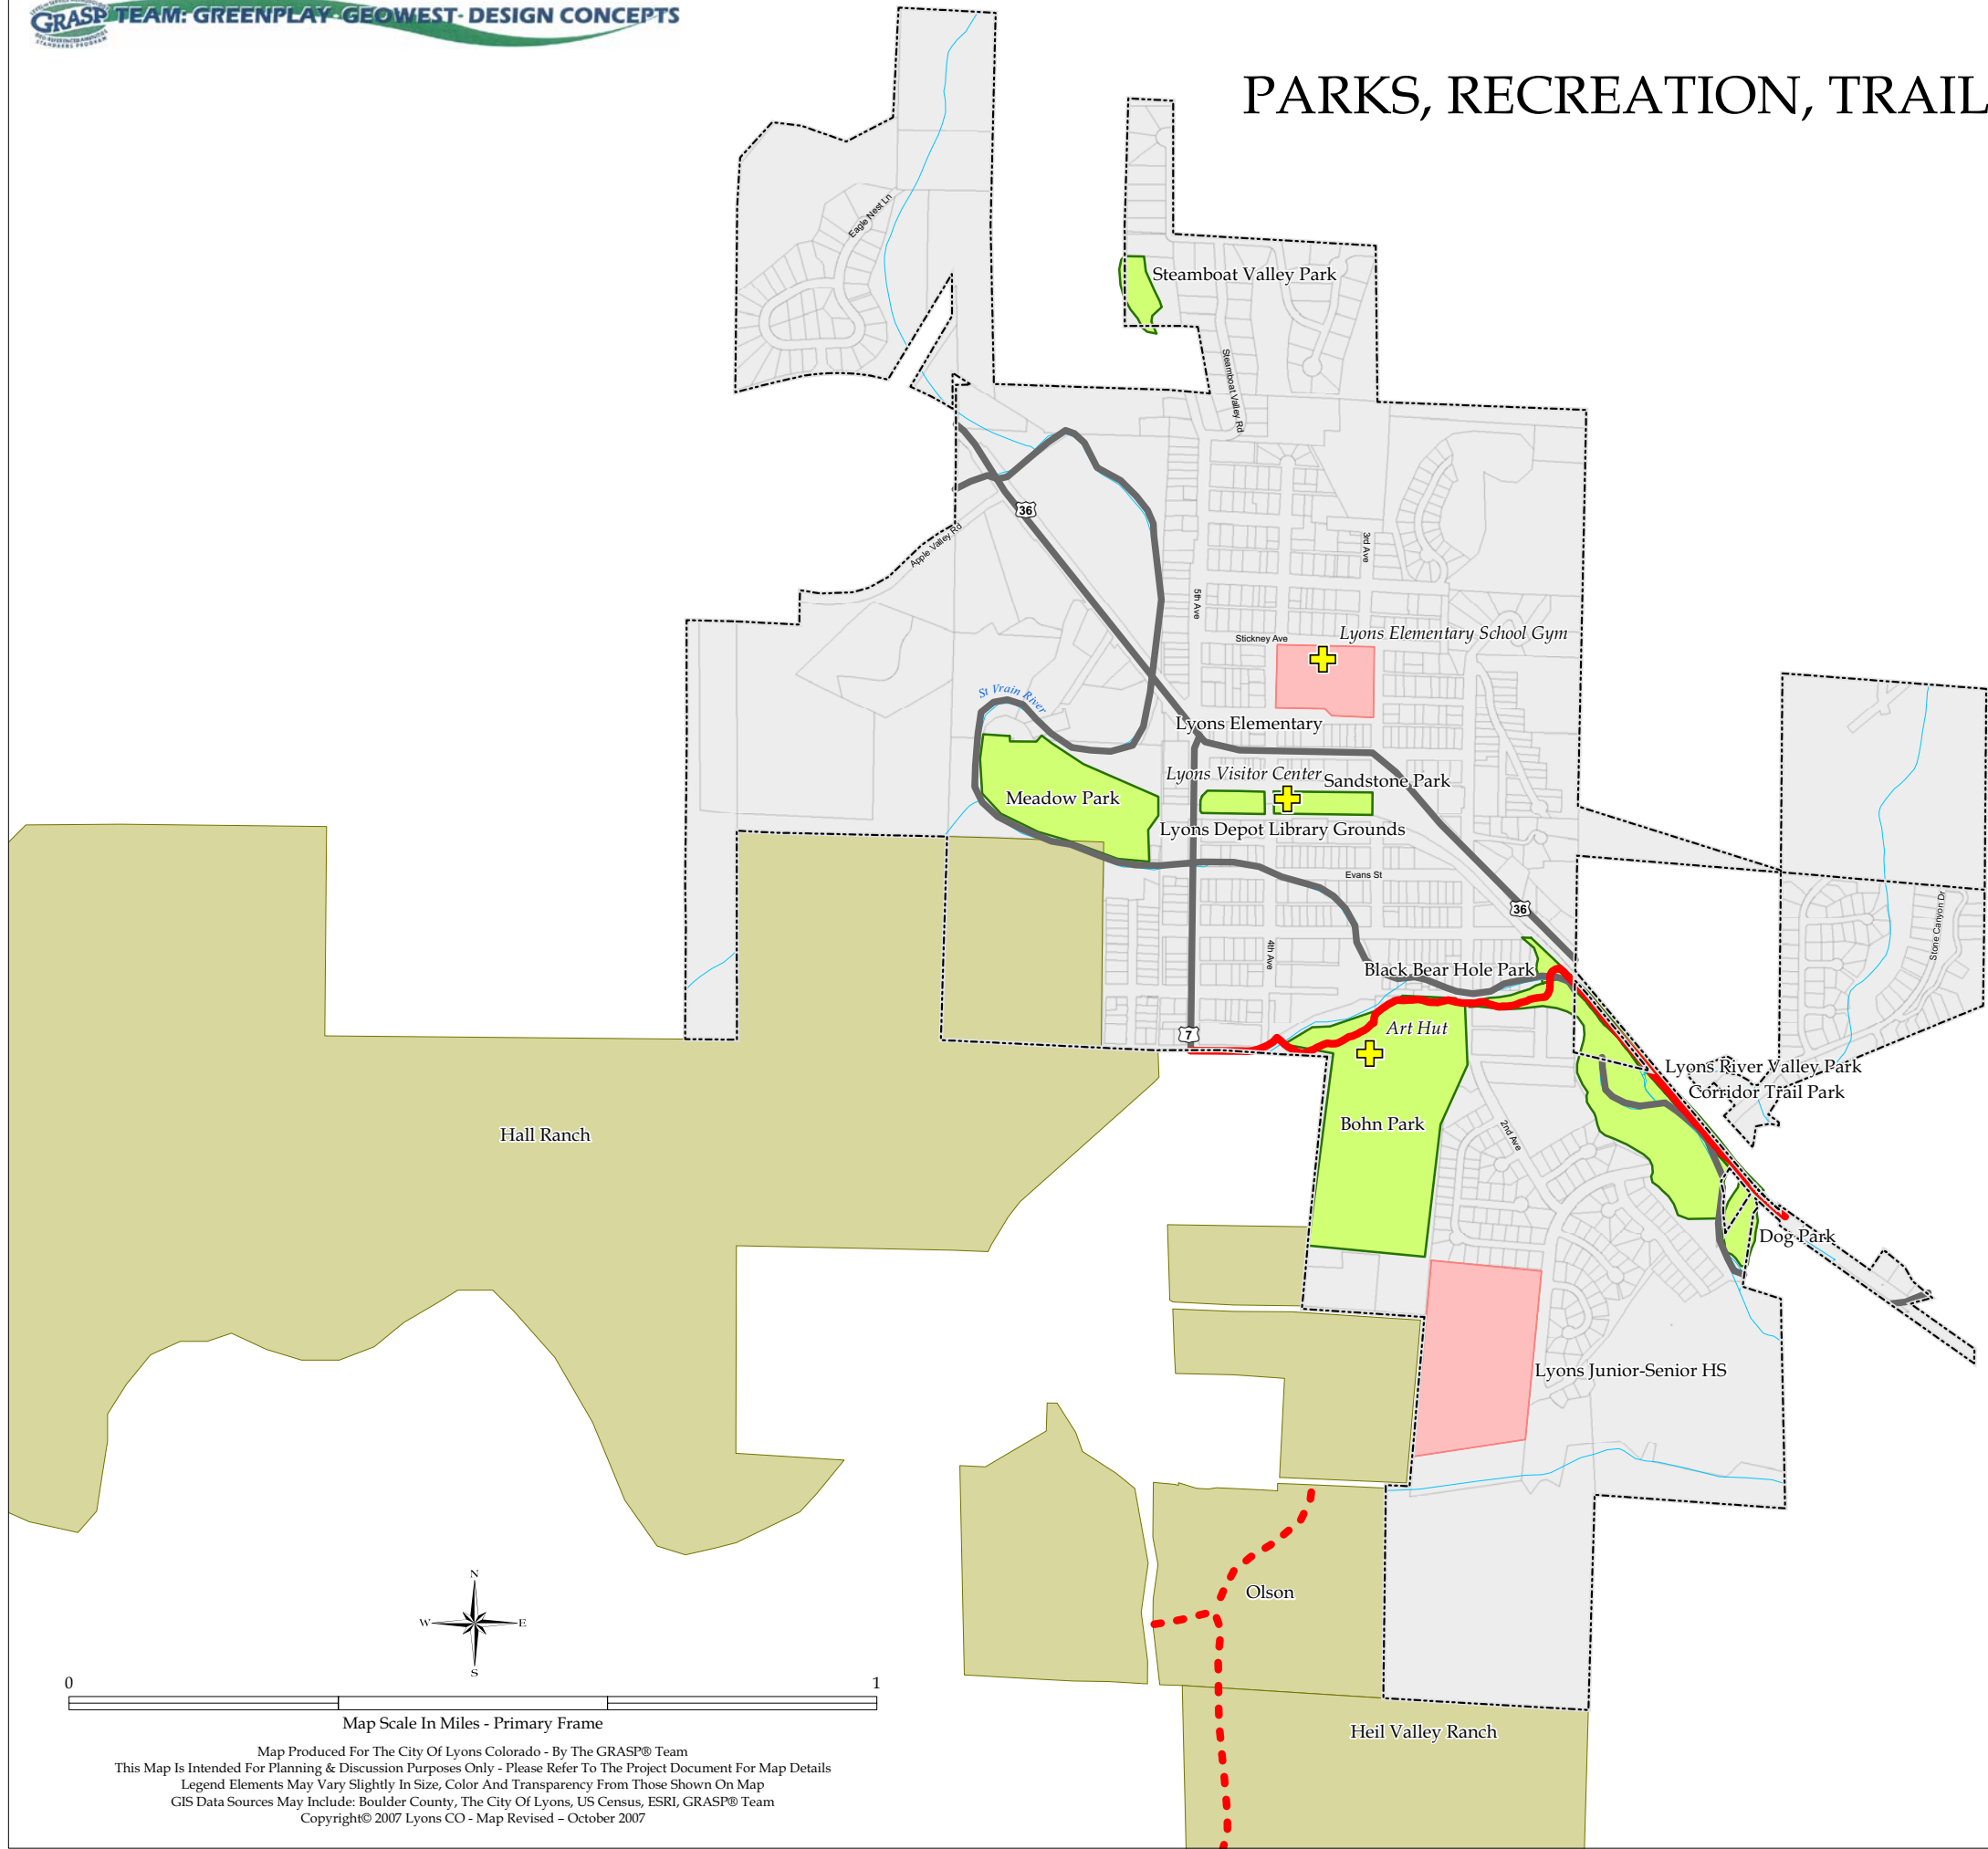 GRASP TEAM: GREENPLAY- GEOWEST- DESIGN CONCEPTS
STANDARDS PROGRAM
PARKS, RECREATION, TRAIL
Eagle Nest Ln
Steamboat Valley Park
Steamboat Valley Rd
36
Apple Valley Rd
3rd Ave
5th Ave
Stickney Ave
Lyons Elementary School Gym
St Vrain River
Lyons Elementary
Lyons Visitor Center
Sandstone Park
Meadow Park
Lyons Depot Library Grounds
Evans St
36
Stone Canyon Dr
4th Ave
Black Bear Hole Park
7
Art Hut
Lyons River Valley Park
Corridor Trail Park
Bohn Park
2nd Ave
Hall Ranch
Dog Park
Lyons Junior-Senior HS
Olson
N
W E
S
0 1
Map Scale In Miles - Primary Frame
Heil Valley Ranch
Map Produced For The City Of Lyons Colorado - By The GRASP® Team
This Map Is Intended For Planning & Discussion Purposes Only - Please Refer To The Project Document For Map Details
Legend Elements May Vary Slightly In Size, Color And Transparency From Those Shown On Map
GIS Data Sources May Include: Boulder County, The City Of Lyons, US Census, ESRI, GRASP® Team
Copyright© 2007 Lyons CO - Map Revised – October 2007